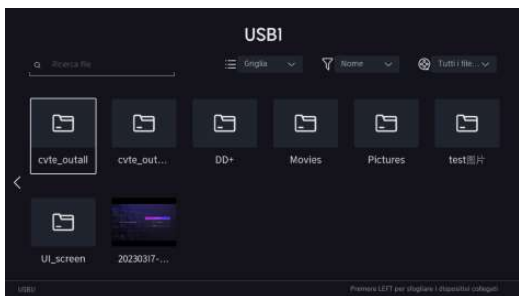 USB1
Ricerca file
Griglia
Nome
Tutti i file...
cvte_outall
cvte_out...
DD+
Movies
Pictures
test图片
UI_screen
20230317-...
USB1/
Premere LEFT per sfogliare i dispositivi collegati